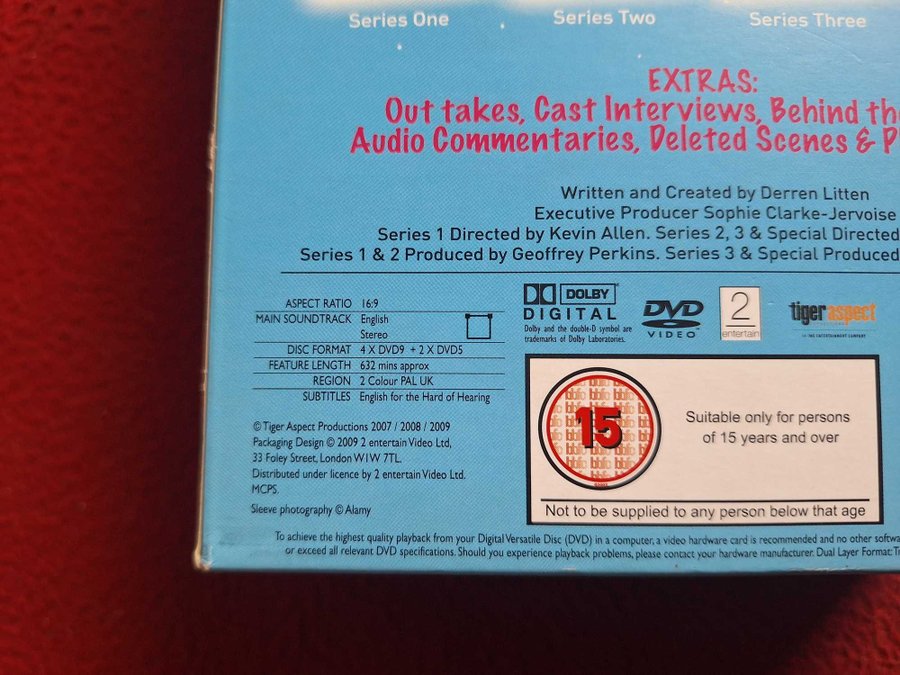 Series One Series Two Series Three
EXTRAS:
Out takes, Cast Interviews, Behind the
Audio Commentaries, Deleted Scenes & P
Written and Created by Derren Litten
Executive Producer Sophie Clarke-Jervoise
Series 1 Directed by Kevin Allen. Series 2, 3 & Special Directed
Series 1 & 2 Produced by Geoffrey Perkins. Series 3 & Special Produced
ASPECT RATIO 16:9
MAIN SOUNDTRACK English
Stereo
DISC FORMAT 4 X DVD9 + 2 X DVD5
FEATURE LENGTH 632 mins approx
REGION 2 Colour PAL UK
SUBTITLES English for the Hard of Hearing
DOLBY
DIGITAL
Dolby and the double-D symbol are
trademarks of Dolby Laboratories.
DVD
VIDEO
2
entertain
tigeraspect
© Tiger Aspect Productions 2007 / 2008 / 2009
Packaging Design © 2009 2 entertain Video Ltd,
33 Foley Street, London W1W 7TL.
Distributed under licence by 2 entertain Video Ltd.
MCPS.
Sleeve photography © Alamy
15
Suitable only for persons
of 15 years and over
Not to be supplied to any person below that age
To achieve the highest quality playback from your Digital Versatile Disc (DVD) in a computer, a video hardware card is recommended and no other softwa
or exceed all relevant DVD specifications. Should you experience playback problems, please contact your hardware manufacturer. Dual Layer Format: Tr